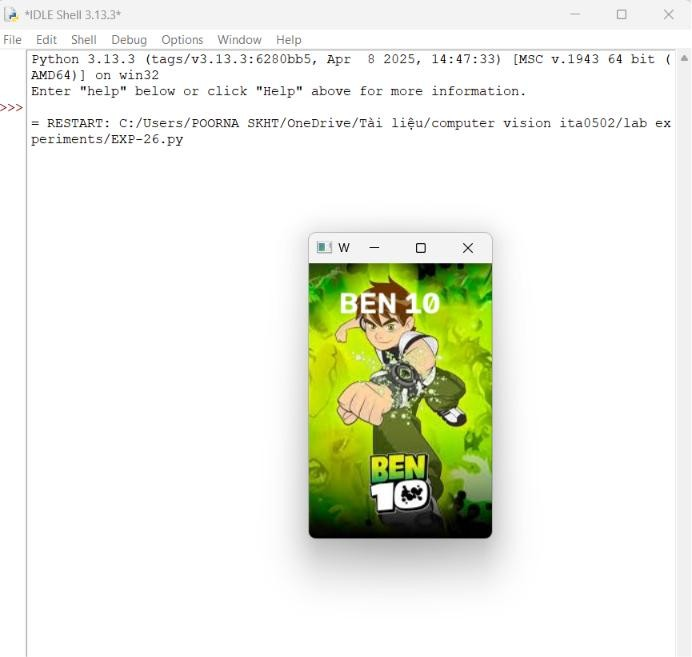 *IDLE Shell 3.13.3*
File Edit Shell Debug Options Window Help
Python 3.13.3 (tags/v3.13.3:6280bb5, Apr  8 2025, 14:47:33) [MSC v.1943 64 bit (
AMD64)] on win32
Enter "help" below or click "Help" above for more information.
>>>
= RESTART: C:/Users/POORNA SKHT/OneDrive/Tài liệu/computer vision ita0502/lab ex
periments/EXP-26.py
W
BEN 10
BEN
10